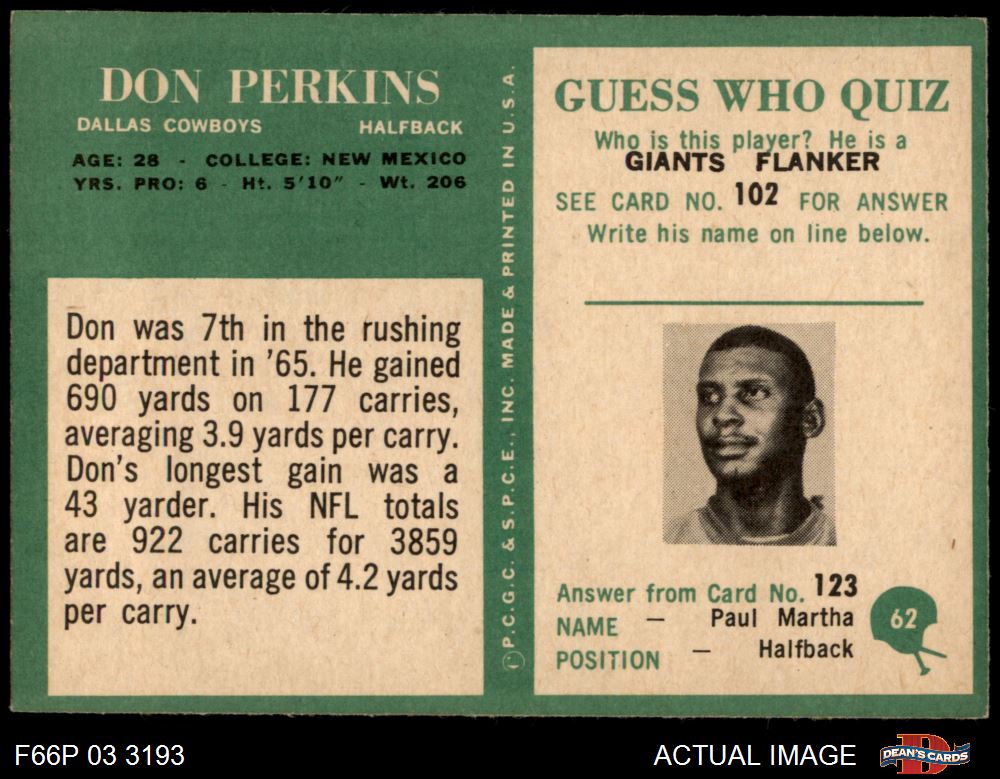 DON PERKINS
DALLAS COWBOYS HALFBACK
AGE: 28 - COLLEGE: NEW MEXICO
YRS. PRO: 6 - Ht. 5'10" - Wt. 206
Don was 7th in the rushing
department in '65. He gained
690 yards on 177 carries,
averaging 3.9 yards per carry.
Don's longest gain was a
43 yarder. His NFL totals
are 922 carries for 3859
yards, an average of 4.2 yards
per carry.
©P.C.G.C. & S.P.C.E., INC. MADE & PRINTED IN U.S.A.
GUESS WHO QUIZ
Who is this player? He is a
GIANTS FLANKER
SEE CARD NO. 102 FOR ANSWER
Write his name on line below.
Answer from Card No. 123
NAME — Paul Martha
POSITION — Halfback
62
F66P 03 3193 ACTUAL IMAGE
DEAN'S CARDS